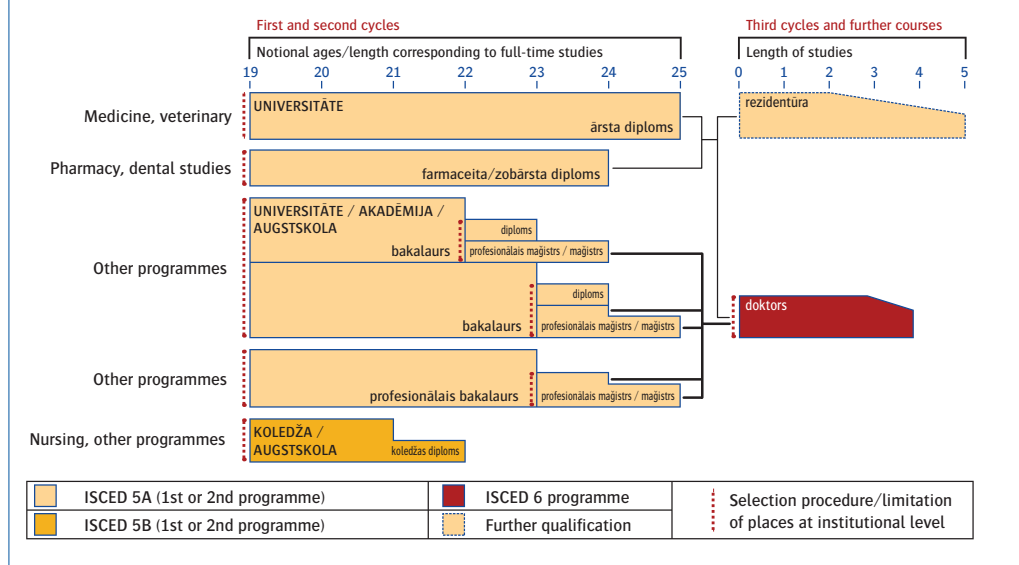 First and second cycles
Third cycles and further courses
Notional ages/length corresponding to full-time studies
Length of studies
19 20 21 22 23 24 25
0 1 2 3 4 5
Medicine, veterinary
UNIVERSITĀTE
ārsta diploms
rezidentūra
Pharmacy, dental studies
farmaceita/zobārsta diploms
Other programmes
UNIVERSITĀTE / AKADĒMIJA /
AUGSTSKOLA
bakalaurs
diploms
profesionālais maģistrs / maģistrs
bakalaurs
diploms
profesionālais maģistrs / maģistrs
doktors
Other programmes
profesionālais bakalaurs
profesionālais maģistrs / maģistrs
Nursing, other programmes
KOLEDŽA /
AUGSTSKOLA
koledžas diploms
ISCED 5A (1st or 2nd programme)
ISCED 5B (1st or 2nd programme)
ISCED 6 programme
Further qualification
Selection procedure/limitation
of places at institutional level